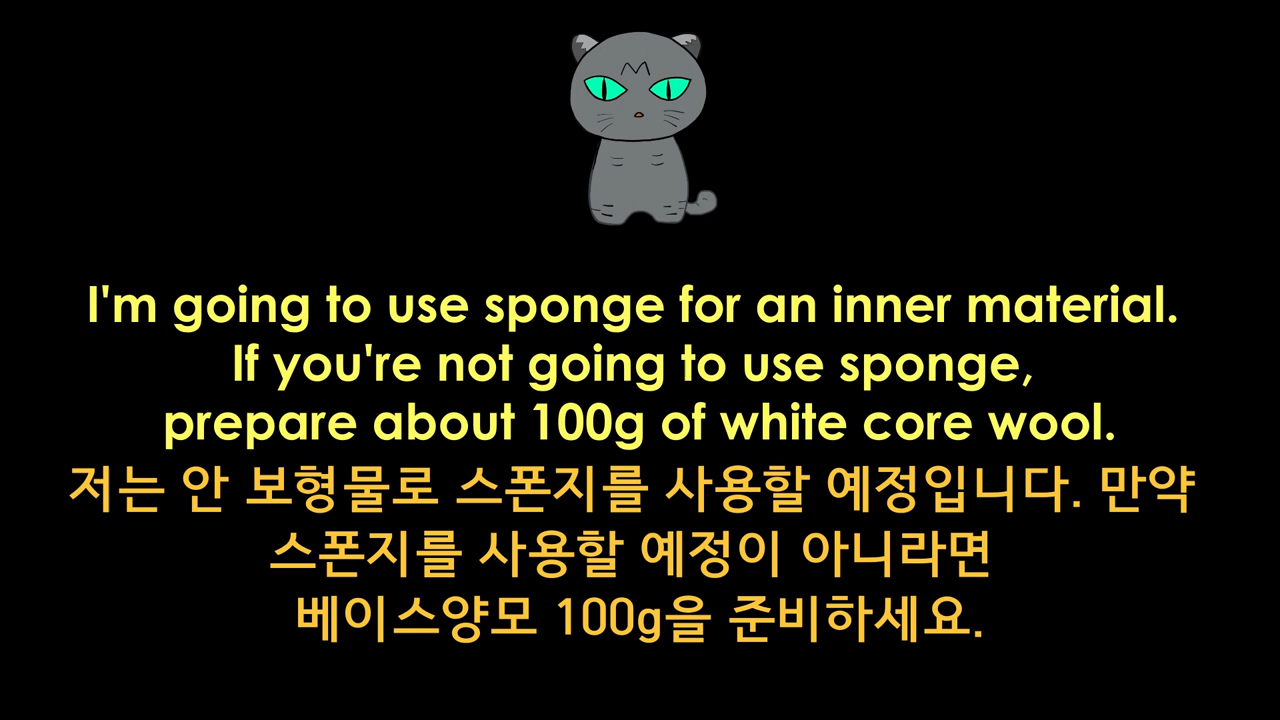 I'm going to use sponge for an inner material.
If you're not going to use sponge,
prepare about 100g of white core wool.
저는 안 보형물로 스폰지를 사용할 예정입니다. 만약
스폰지를 사용할 예정이 아니라면
베이스양모 100g을 준비하세요.